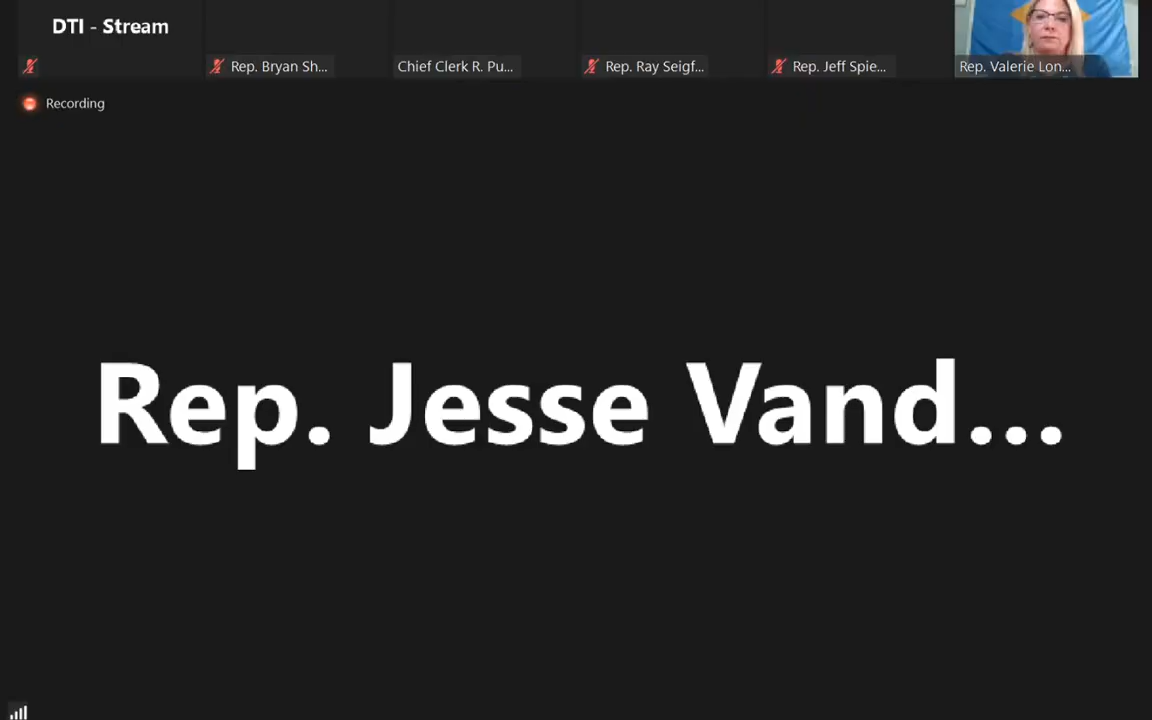 DTI - Stream
Rep. Bryan Sh...
Chief Clerk R. Pu...
Rep. Ray Seigf...
Rep. Jeff Spie...
Rep. Valerie Lon...
Recording
Rep. Jesse Vand...